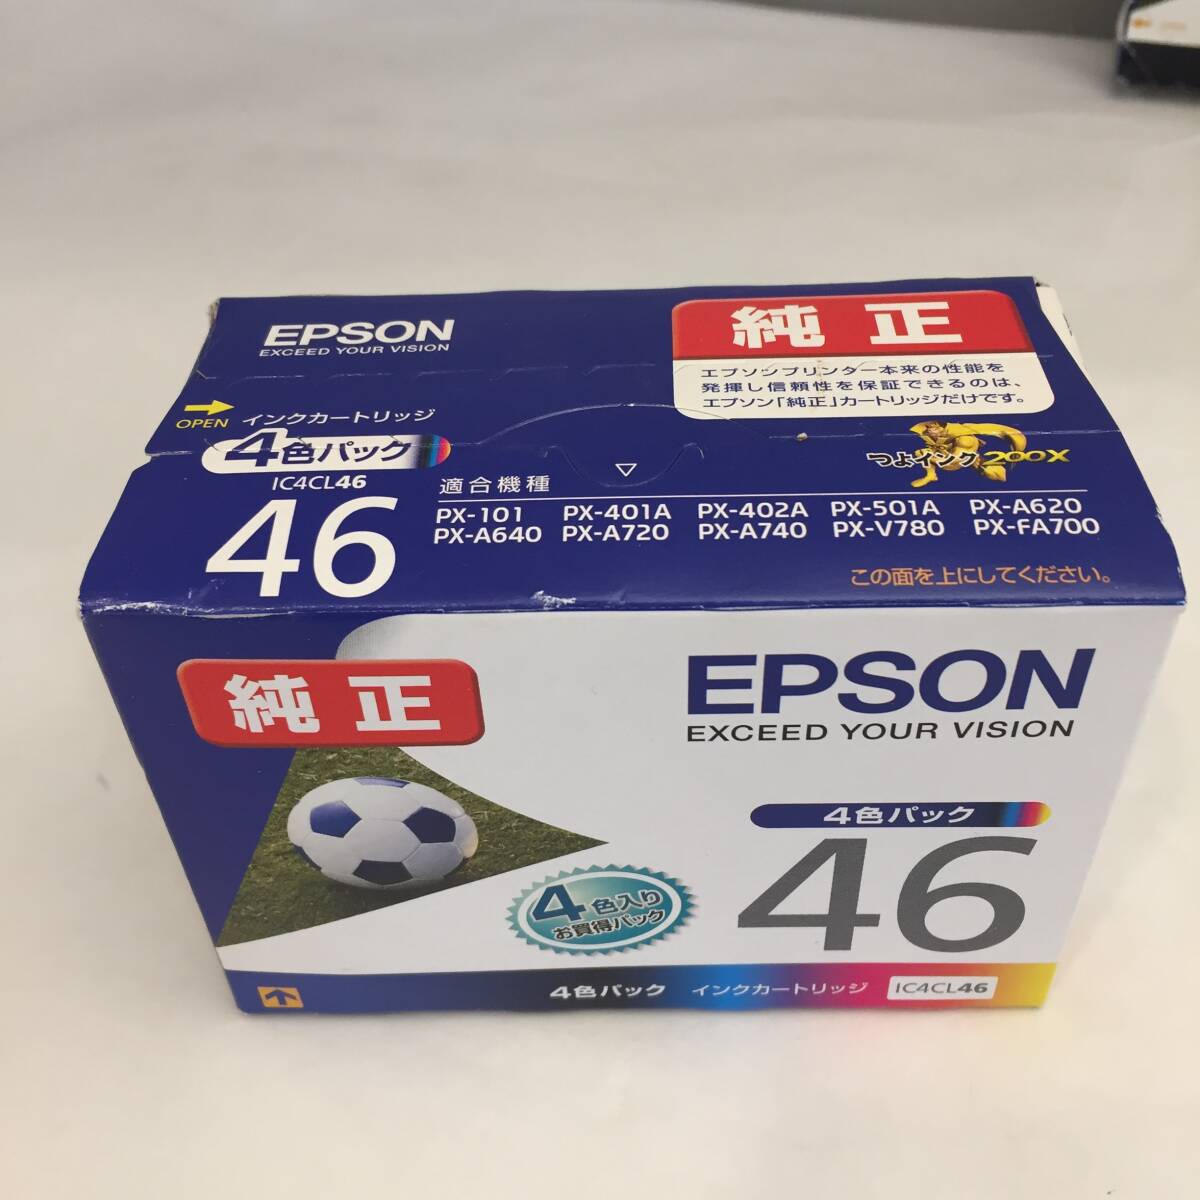 EPSON
EXCEED YOUR VISION
純正
エプソンプリンター本来の性能を
発揮し信頼性を保証できるのは、
エプソン「純正」カートリッジだけです。
OPEN
インクカートリッジ
4色パック
IC4CL46
46
つよインク200X
適合機種
PX-101 PX-401A PX-402A PX-501A PX-A620
PX-A640 PX-A720 PX-A740 PX-V780 PX-FA700
この面を上にしてください。
純正
EPSON
EXCEED YOUR VISION
4色パック
46
4色入り
お買得パック
4色パック インクカートリッジ IC4CL46